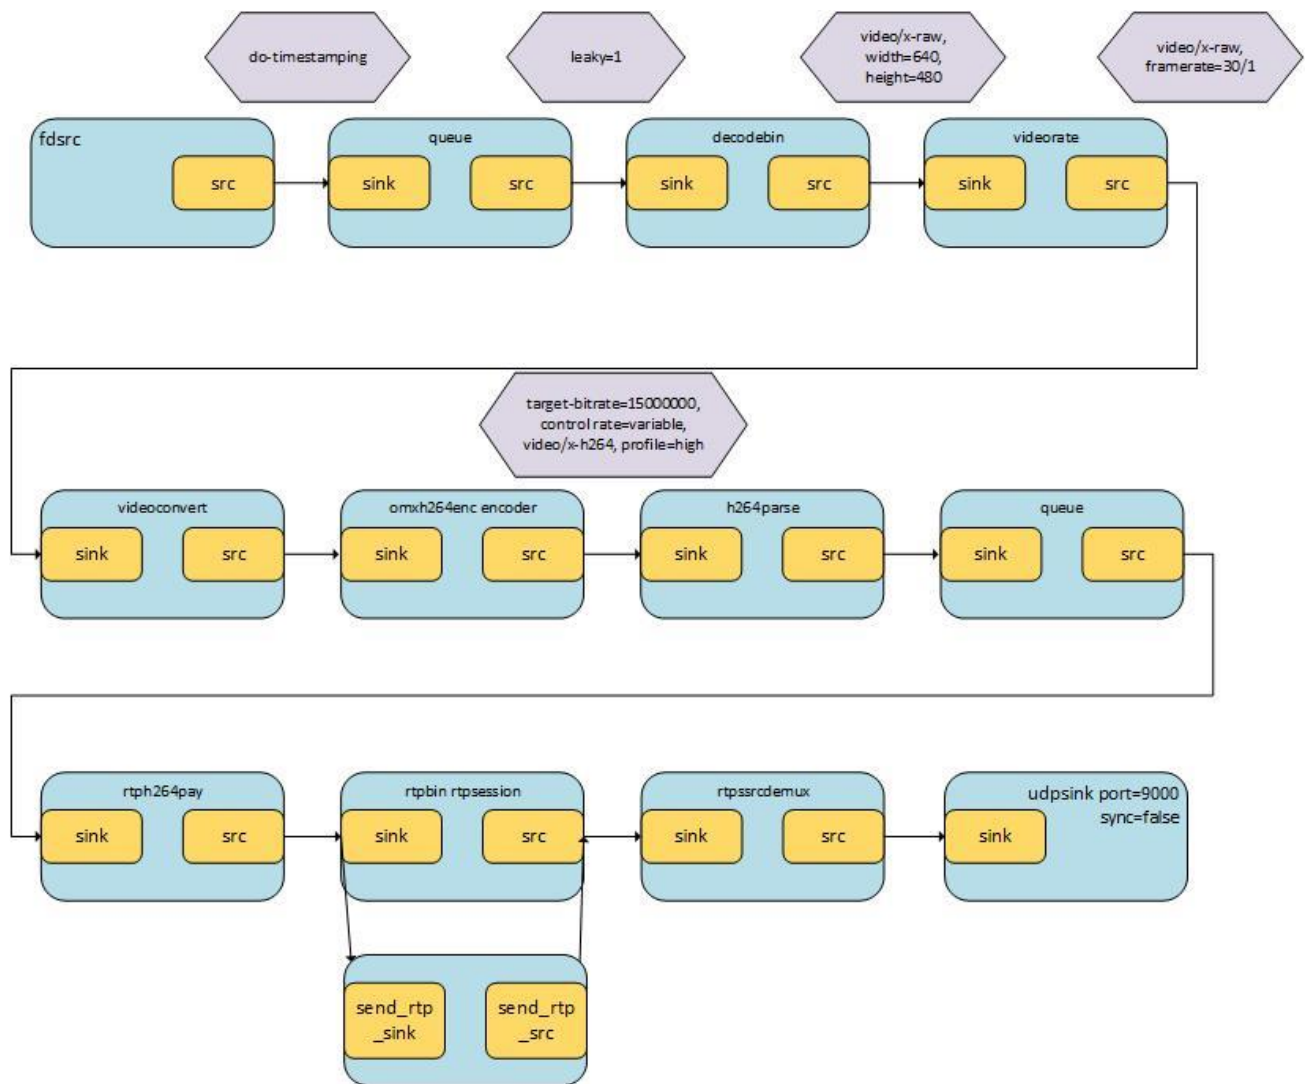 do-timestamping
leaky=1
video/x-raw,
width=640,
height=480
video/x-raw,
framerate=30/1
fdsrc
src
queue
sink
src
decodebin
sink
src
videorate
sink
src
target-bitrate=15000000,
control rate=variable,
video/x-h264, profile=high
videoconvert
sink
src
omxh264enc encoder
sink
src
h264parse
sink
src
queue
sink
src
rtph264pay
sink
src
rtpbin rtpsession
sink
src
rtpssrcdemux
sink
src
udpsink port=9000
sync=false
sink
send_rtp
_sink
send_rtp
_src